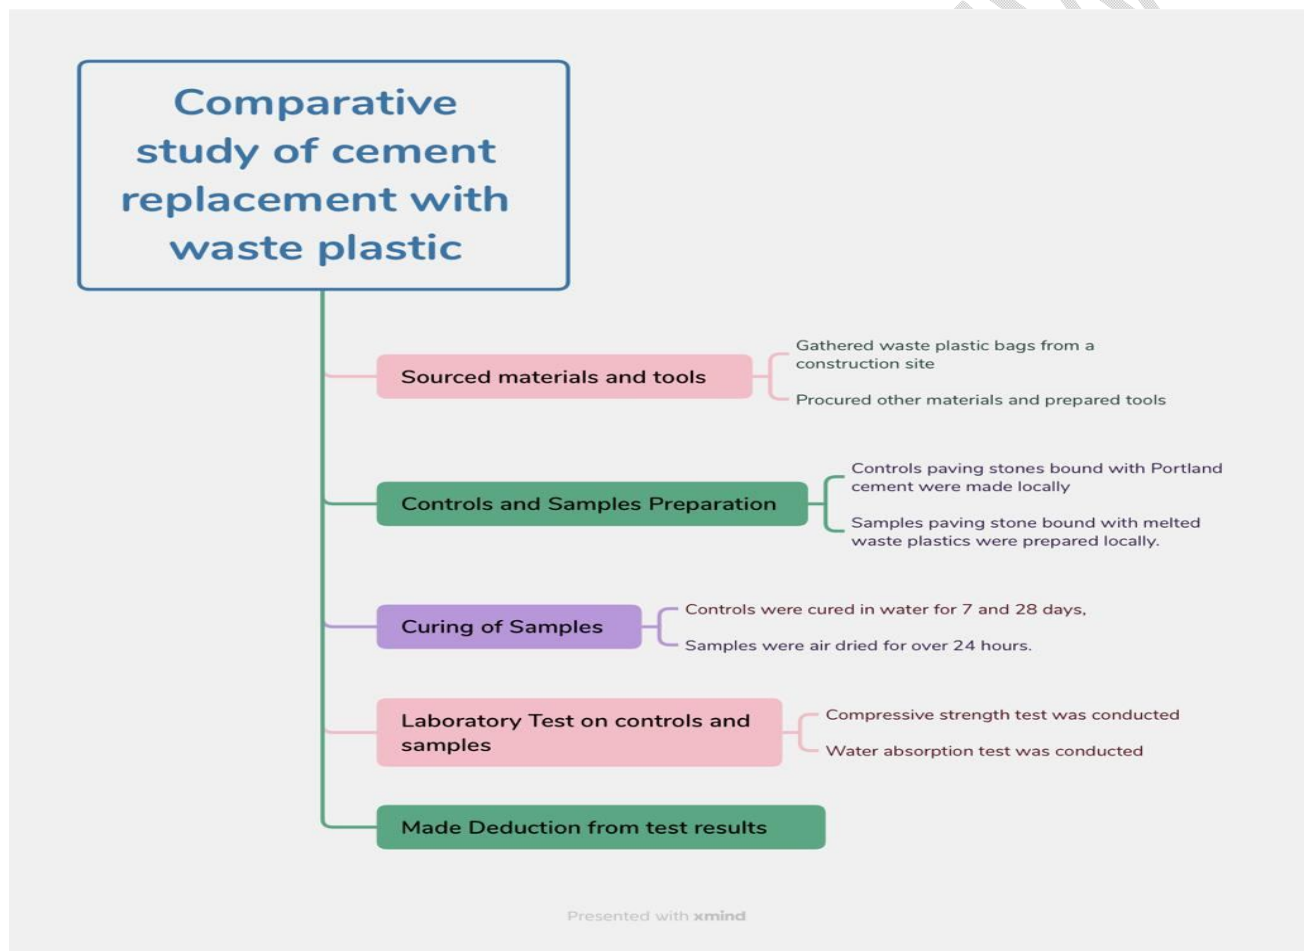 Comparative
study of cement
replacement with
waste plastic
Sourced materials and tools
Gathered waste plastic bags from a
construction site
Procured other materials and prepared tools
Controls and Samples Preparation
Controls paving stones bound with Portland
cement were made locally
Samples paving stone bound with melted
waste plastics were prepared locally.
Curing of Samples
Controls were cured in water for 7 and 28 days,
Samples were air dried for over 24 hours.
Laboratory Test on controls and
samples
Compressive strength test was conducted
Water absorption test was conducted
Made Deduction from test results
Presented with xmind